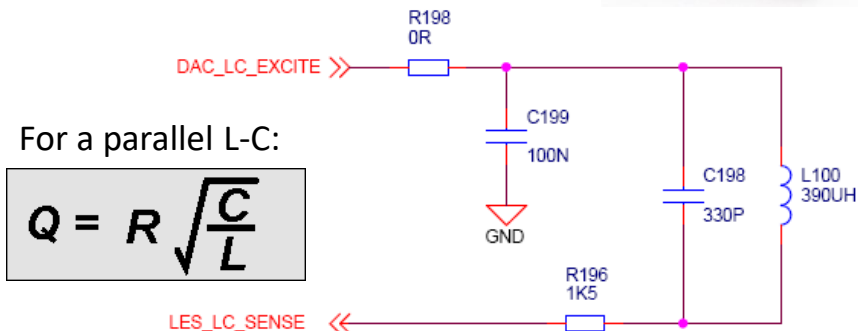 R198
0R
DAC_LC_EXCITE
C199
100N
For a parallel L-C:
Q = R √(C/L)
C198
330P
L100
390UH
GND
R196
1K5
LES_LC_SENSE